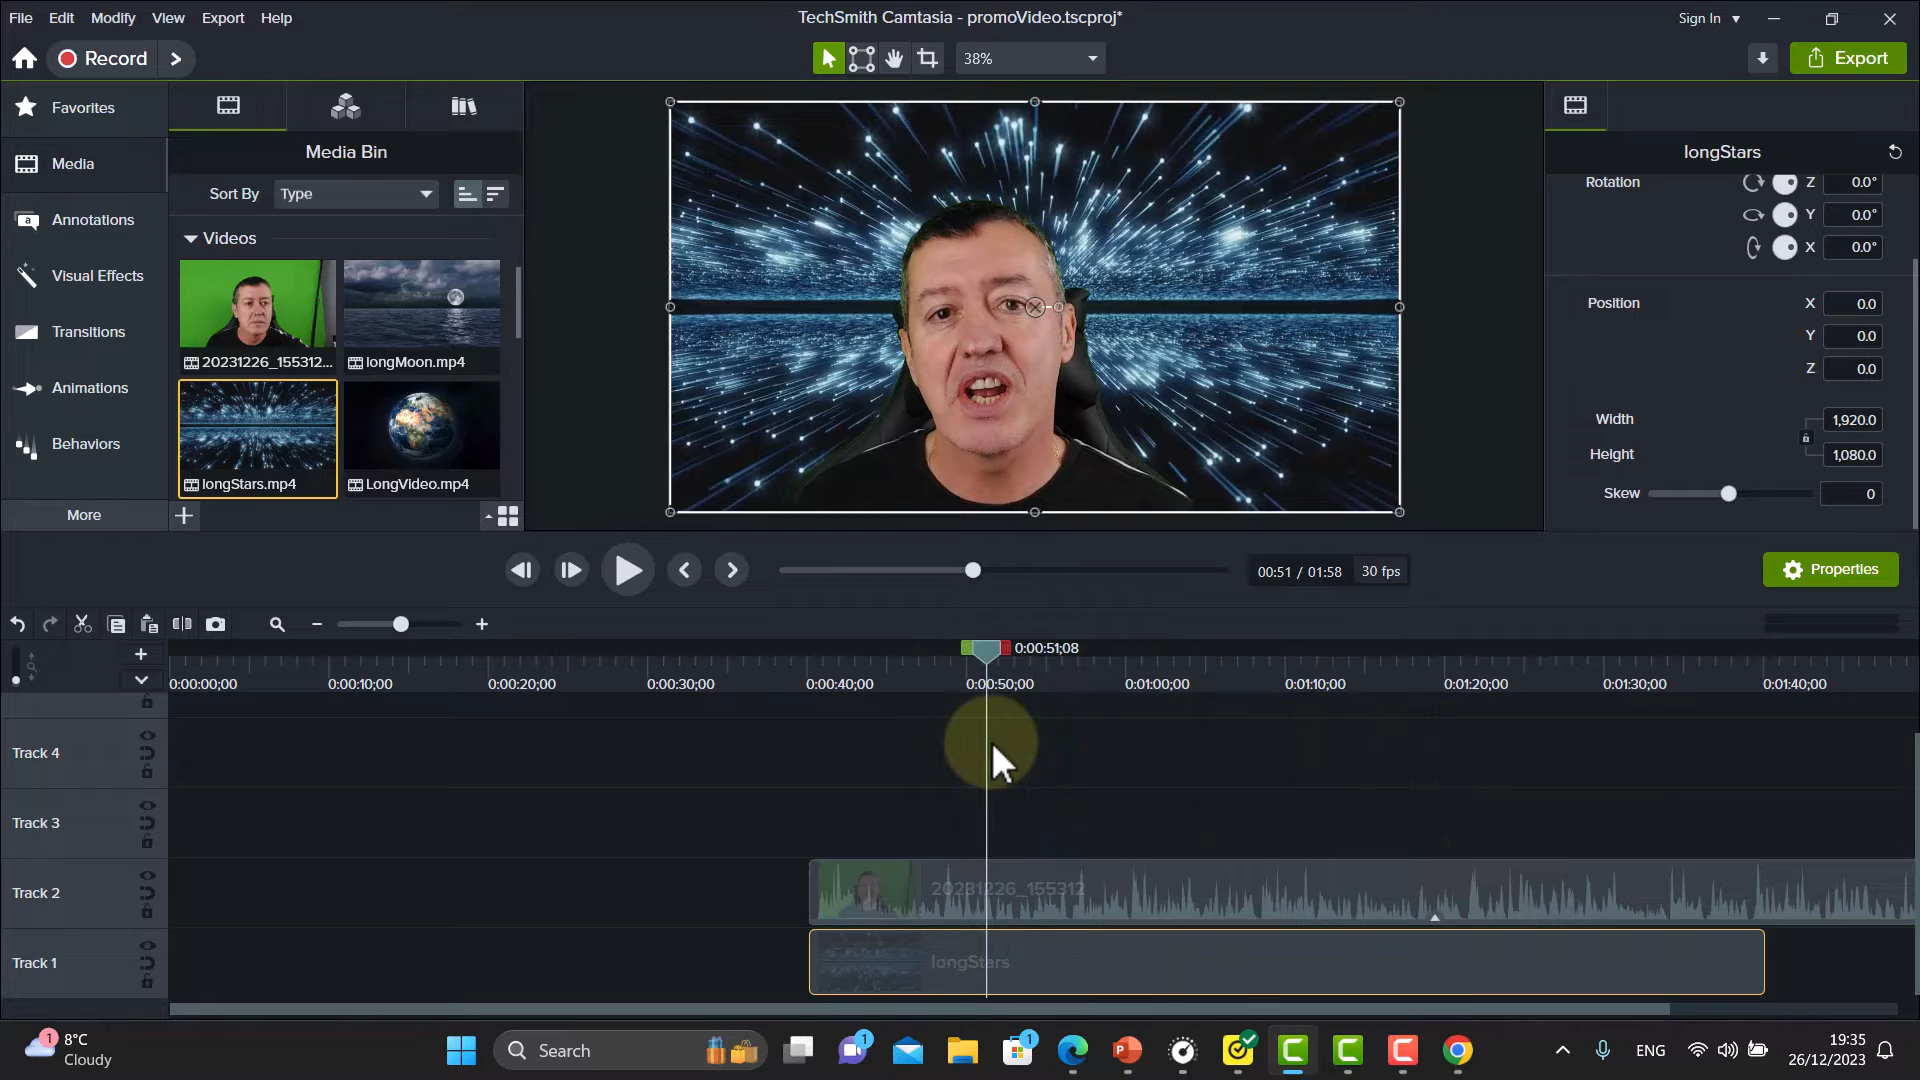 File Edit Modify View Export Help
TechSmith Camtasia - promoVideo.tscproj*
Sign In
Record
38%
Export
Favorites
Media
Annotations
Visual Effects
Transitions
Animations
Behaviors
More
Media Bin
Sort By Type
Videos
20231226_155312...
longMoon.mp4
longStars.mp4
LongVideo.mp4
longStars
Rotation Z 0.0°
Y 0.0°
X 0.0°
Position X 0.0
Y 0.0
Z 0.0
Width 1,920.0
Height 1,080.0
Skew 0
00:51 / 01:58 30 fps
Properties
0:00:51;08
0:00:00;00 0:00:10;00 0:00:20;00 0:00:30;00 0:00:40;00 0:00:50;00 0:01:00;00 0:01:10;00 0:01:20;00 0:01:30;00 0:01:40;00
Track 4
Track 3
Track 2
20231226_155312
Track 1
longStars
1
8°C
Cloudy
Search
1
1
ENG
19:35
26/12/2023